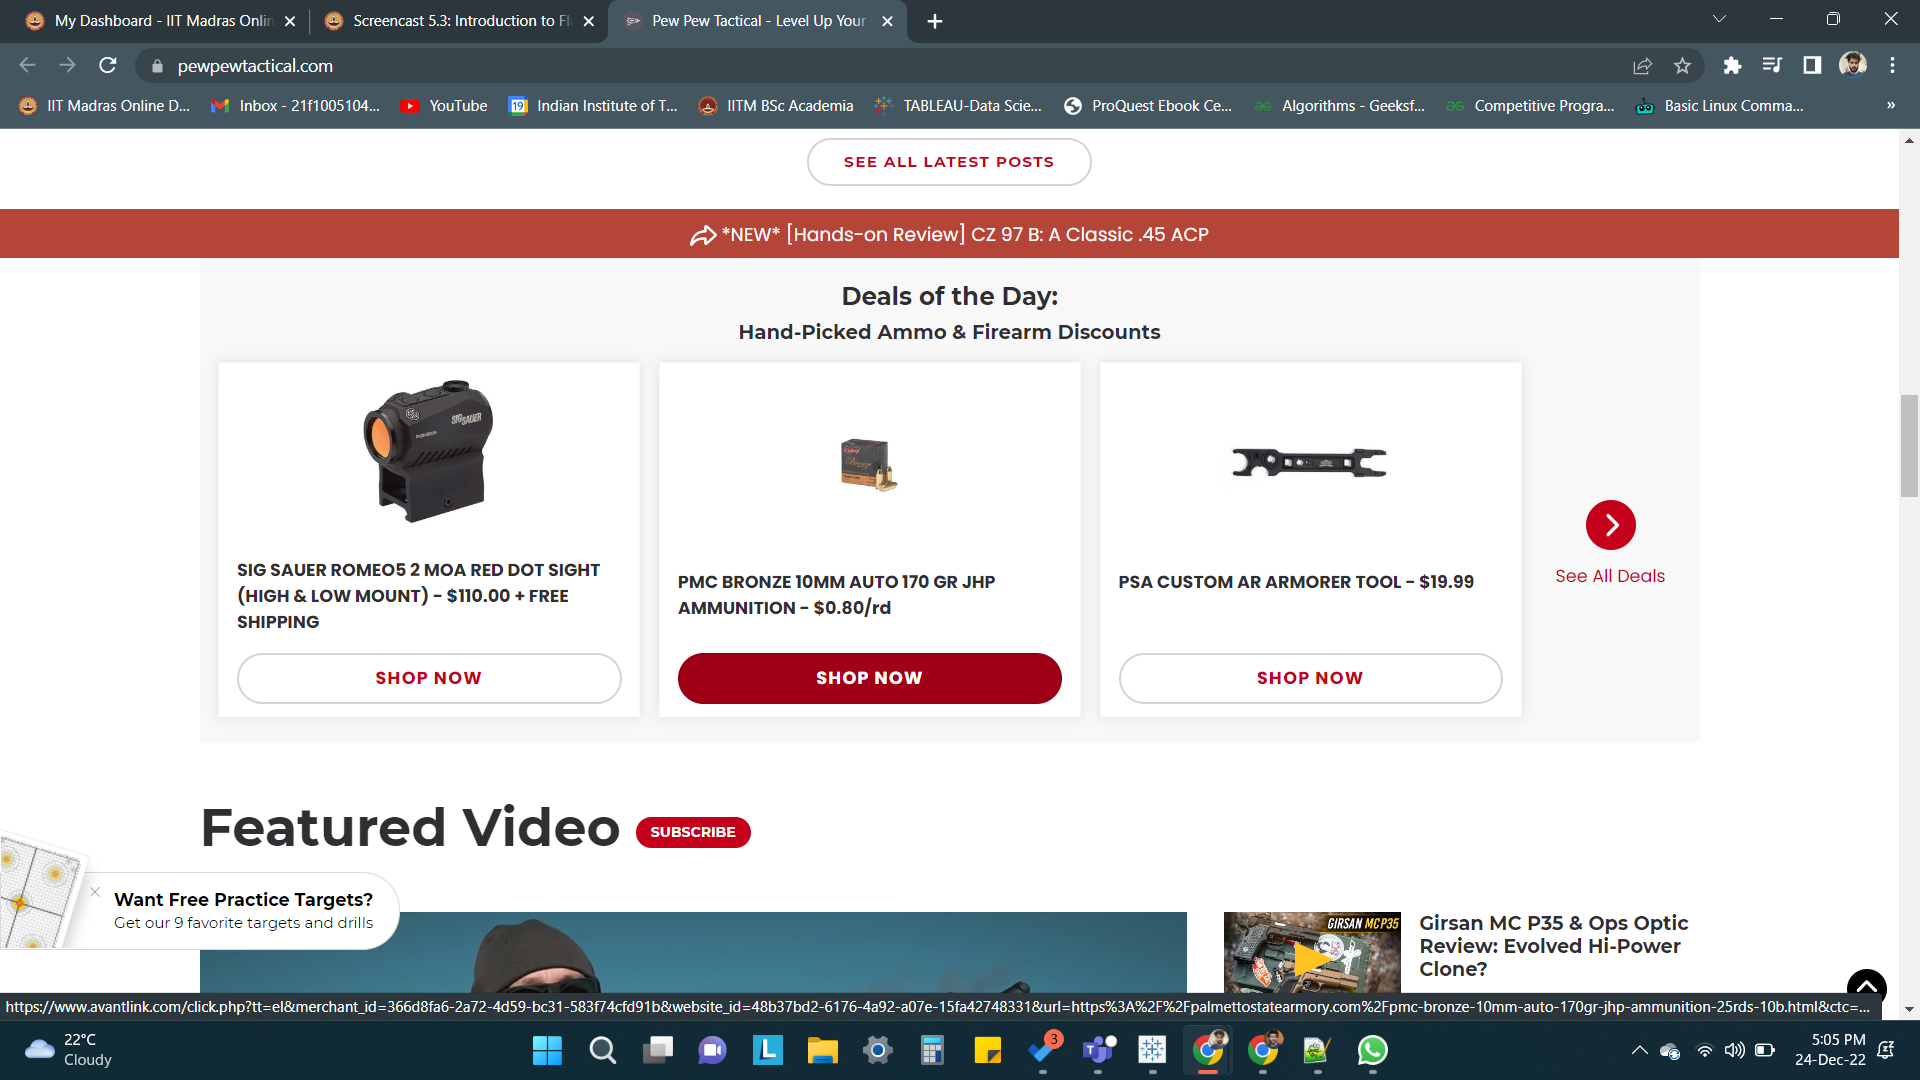 My Dashboard - IIT Madras Onlin
Screencast 5.3: Introduction to Fl
Pew Pew Tactical - Level Up Your
pewpewtactical.com
IIT Madras Online D...
Inbox - 21f1005104...
YouTube
19
Indian Institute of T...
IITM BSc Academia
TABLEAU-Data Scie...
ProQuest Ebook Ce...
Algorithms - Geeksf...
Competitive Progra...
Basic Linux Comma...
»
SEE ALL LATEST POSTS
*NEW* [Hands-on Review] CZ 97 B: A Classic .45 ACP
Deals of the Day:
Hand-Picked Ammo & Firearm Discounts
SIG SAUER
Bronze
SIG SAUER ROMEO5 2 MOA RED DOT SIGHT
(HIGH & LOW MOUNT) – $110.00 + FREE
SHIPPING
SHOP NOW
PMC BRONZE 10MM AUTO 170 GR JHP
AMMUNITION – $0.80/rd
SHOP NOW
PSA CUSTOM AR ARMORER TOOL – $19.99
SHOP NOW
See All Deals
Featured Video
SUBSCRIBE
Want Free Practice Targets?
Get our 9 favorite targets and drills
GIRSAN MCP35
Girsan MC P35 & Ops Optic
Review: Evolved Hi-Power
Clone?
https://www.avantlink.com/click.php?tt=el&merchant_id=366d8fa6-2a72-4d59-bc31-583f74cfd91b&website_id=48b37bd2-6176-4a92-a07e-15fa42748331&url=https%3A%2F%2Fpalmettostatearmory.com%2Fpmc-bronze-10mm-auto-170gr-jhp-ammunition-25rds-10b.html&ctc=...
22°C
Cloudy
L
3
5:05 PM
24-Dec-22